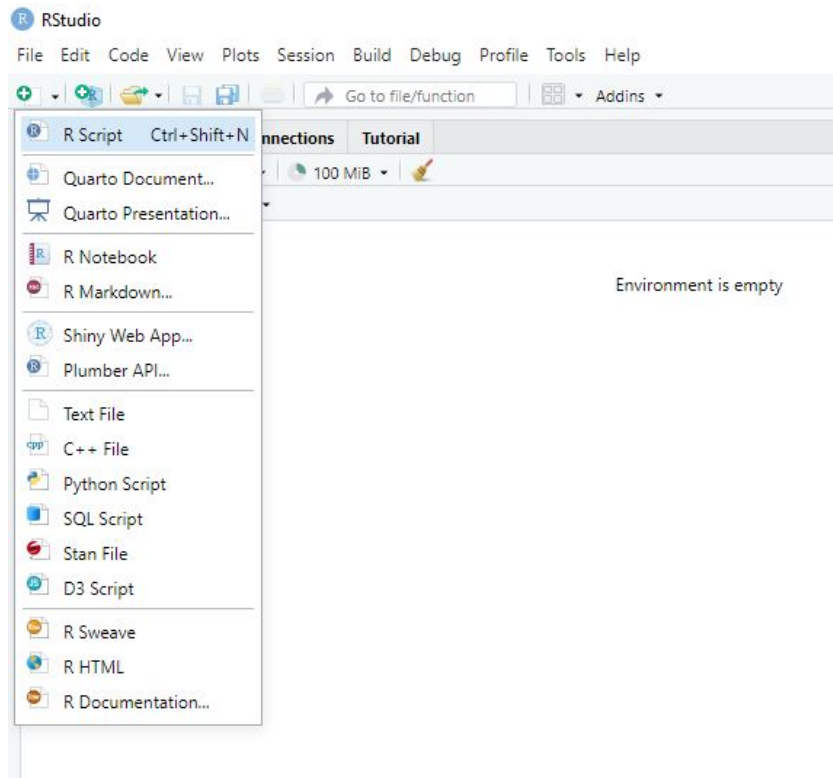 RStudio
File Edit Code View Plots Session Build Debug Profile Tools Help
Go to file/function Addins
R Script Ctrl+Shift+N
nnections Tutorial
100 MiB
Quarto Document...
Quarto Presentation...
R Notebook
R Markdown...
Environment is empty
Shiny Web App...
Plumber API...
Text File
C++ File
Python Script
SQL Script
Stan File
D3 Script
R Sweave
R HTML
R Documentation...